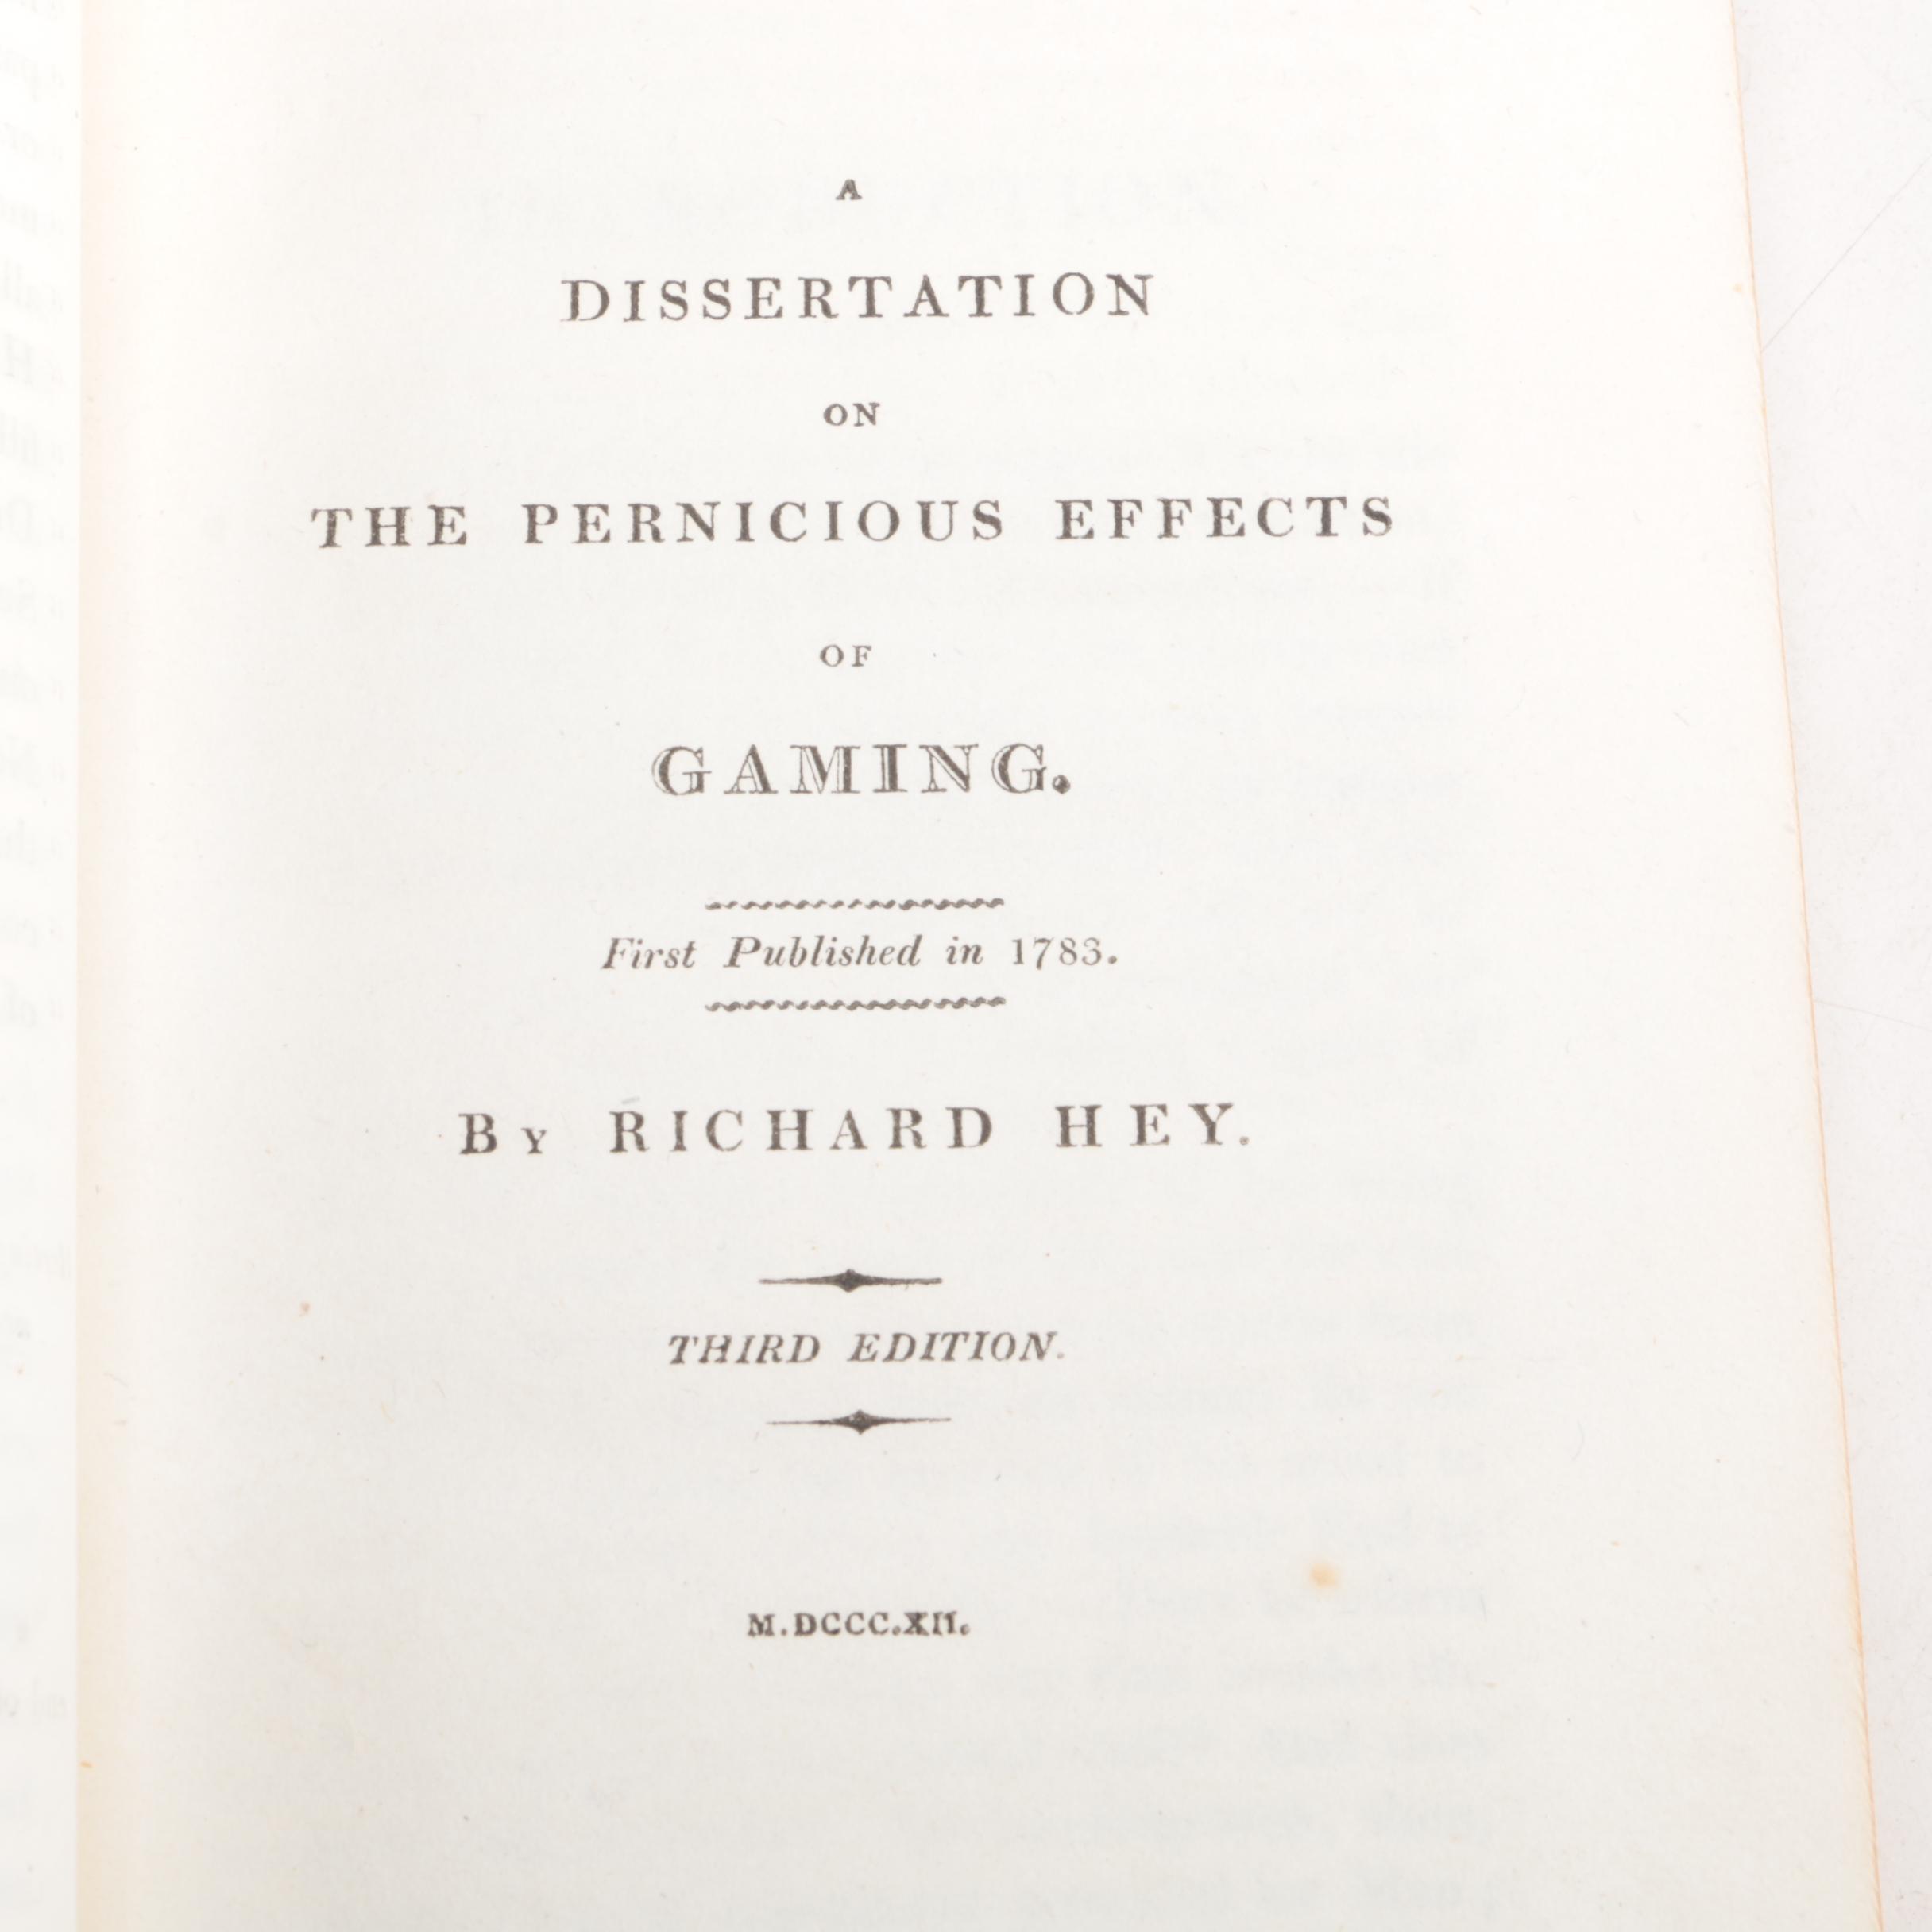 A
DISSERTATION
ON
THE PERNICIOUS EFFECTS
OF
GAMING.
First Published in 1783.
By RICHARD HEY.
THIRD EDITION.
M.DCCC.XII.